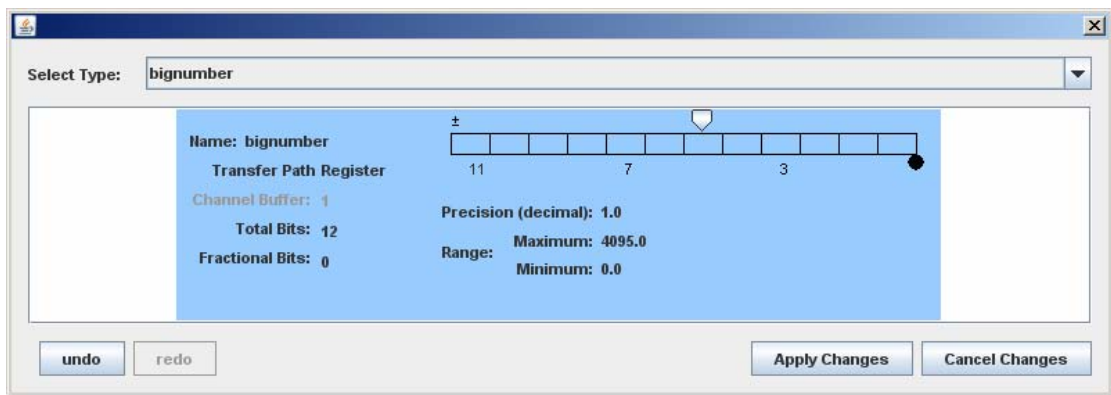 Select Type: bignumber
±
Name: bignumber
11 7 3
Transfer Path Register
Channel Buffer: 1
Precision (decimal): 1.0
Total Bits: 12
Range: Maximum: 4095.0
Fractional Bits: 0
Minimum: 0.0
undo redo Apply Changes Cancel Changes